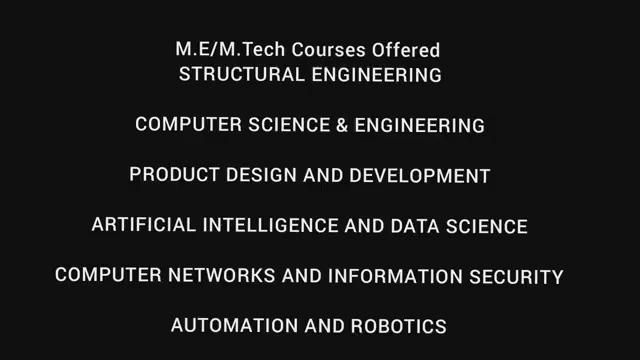 M.E/M.Tech Courses Offered
STRUCTURAL ENGINEERING
COMPUTER SCIENCE & ENGINEERING
PRODUCT DESIGN AND DEVELOPMENT
ARTIFICIAL INTELLIGENCE AND DATA SCIENCE
COMPUTER NETWORKS AND INFORMATION SECURITY
AUTOMATION AND ROBOTICS